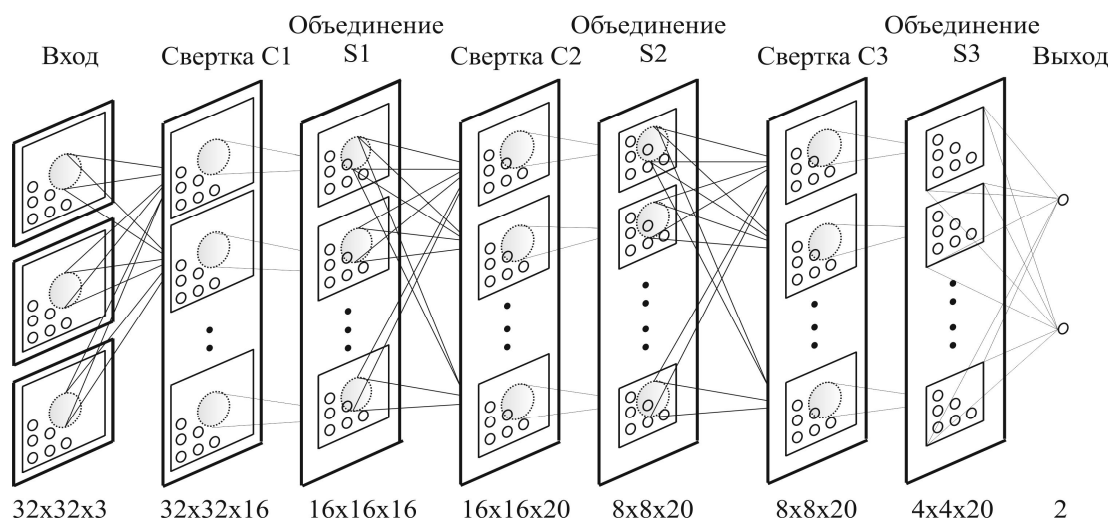 Вход
Свертка C1
Объединение
S1
Свертка C2
Объединение
S2
Свертка C3
Объединение
S3
Выход
32x32x3
32x32x16
16x16x16
16x16x20
8x8x20
8x8x20
4x4x20
2